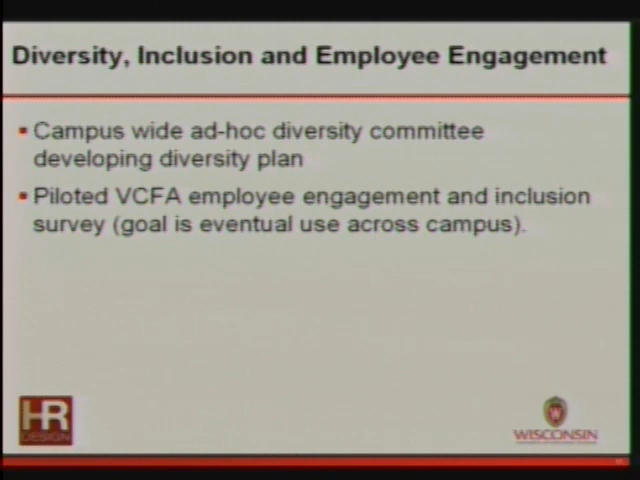 Diversity, Inclusion and Employee Engagement
Campus wide ad-hoc diversity committee
developing diversity plan
Piloted VCFA employee engagement and inclusion
survey (goal is eventual use across campus).
HR
DESIGN
W
WISCONSIN